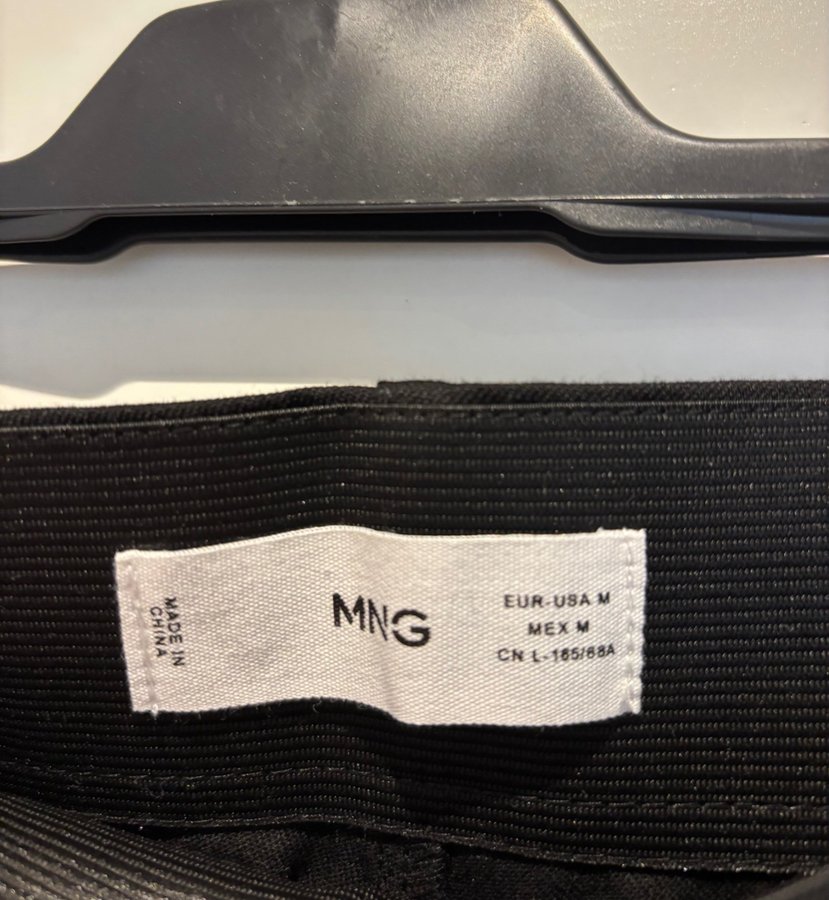 MADE IN
CHINA
MNG
EUR-USA M
MEX M
CN L-165/68A